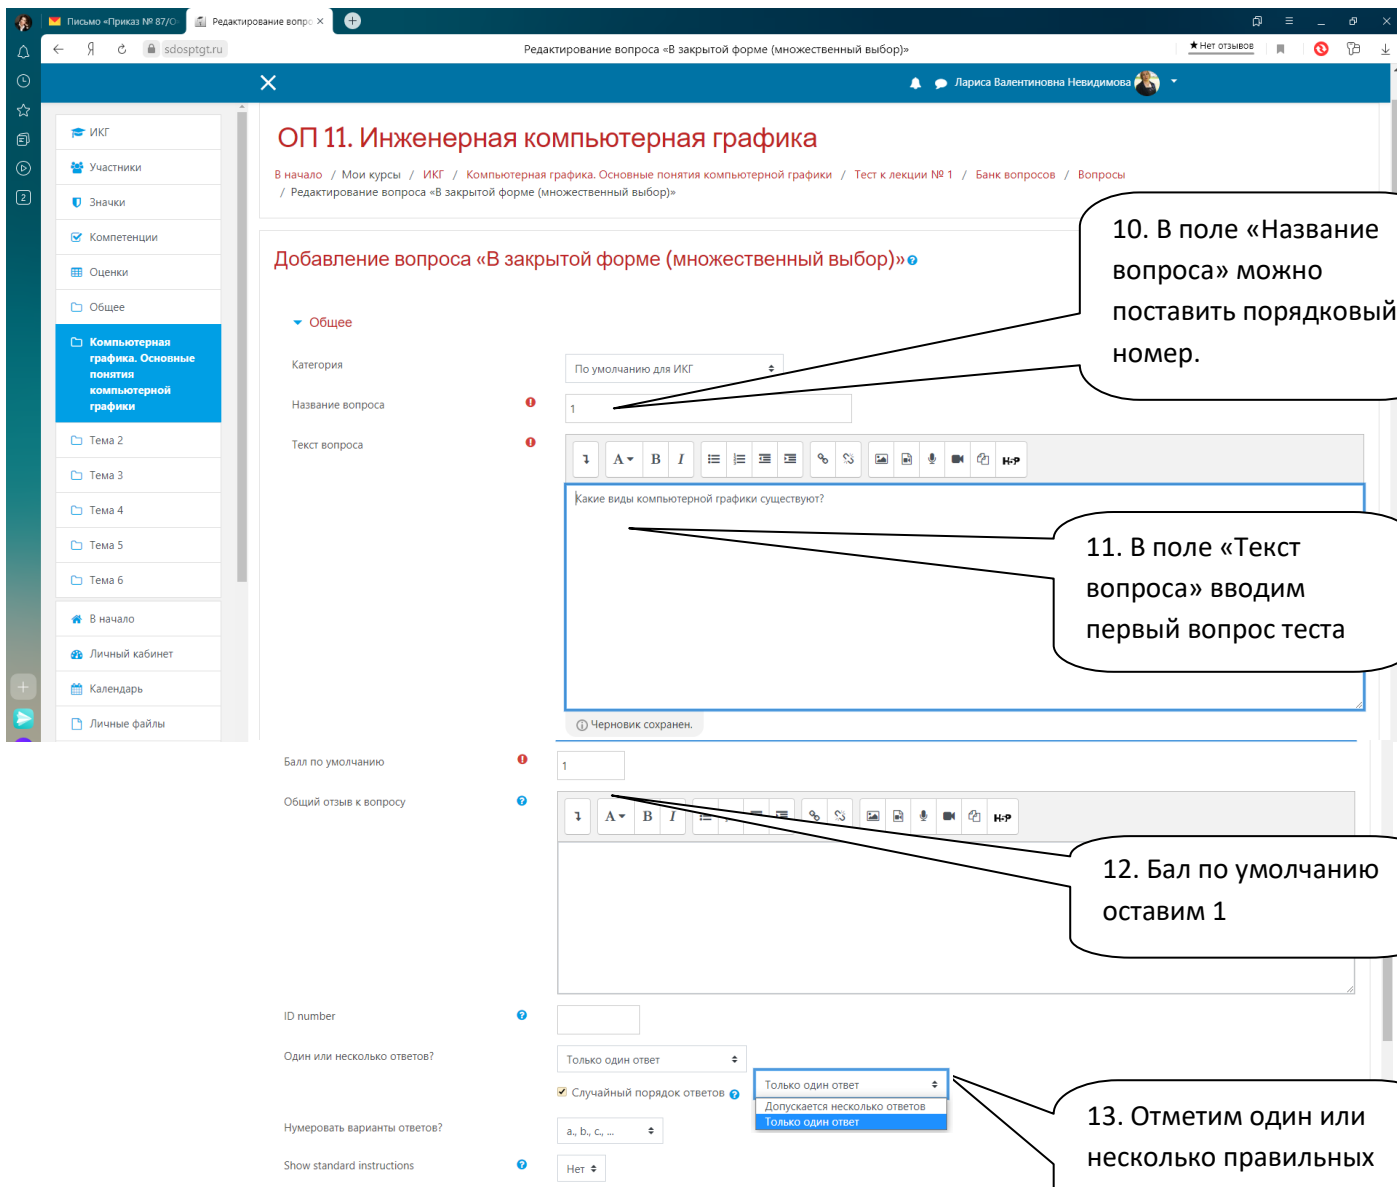 Письмо «Приказ № 87/О
Редактирование вопро
sdosptgt.ru
Редактирование вопроса «В закрытой форме (множественный выбор)»
★Нет отзывов
2
Лариса Валентиновна Невидимова
ИКГ
Участники
Значки
Компетенции
Оценки
Общее
Компьютерная
графика. Основные
понятия
компьютерной
графики
Тема 2
Тема 3
Тема 4
Тема 5
Тема 6
В начало
Личный кабинет
Календарь
Личные файлы
ОП 11. Инженерная компьютерная графика
В начало / Мои курсы / ИКГ / Компьютерная графика. Основные понятия компьютерной графики / Тест к лекции № 1 / Банк вопросов / Вопросы
/ Редактирование вопроса «В закрытой форме (множественный выбор)»
Добавление вопроса «В закрытой форме (множественный выбор)»
Общее
Категория
По умолчанию для ИКГ
Название вопроса
1
Текст вопроса
A B I H-P
Какие виды компьютерной графики существуют?
Черновик сохранен.
10. В поле «Название
вопроса» можно
поставить порядковый
номер.
11. В поле «Текст
вопроса» вводим
первый вопрос теста
Балл по умолчанию
1
Общий отзыв к вопросу
A B I H-P
12. Бал по умолчанию
оставим 1
ID number
Один или несколько ответов?
Только один ответ
Случайный порядок ответов
Только один ответ
Допускается несколько ответов
Только один ответ
Нумеровать варианты ответов?
a., b., c., ...
Show standard instructions
Нет
13. Отметим один или
несколько правильных